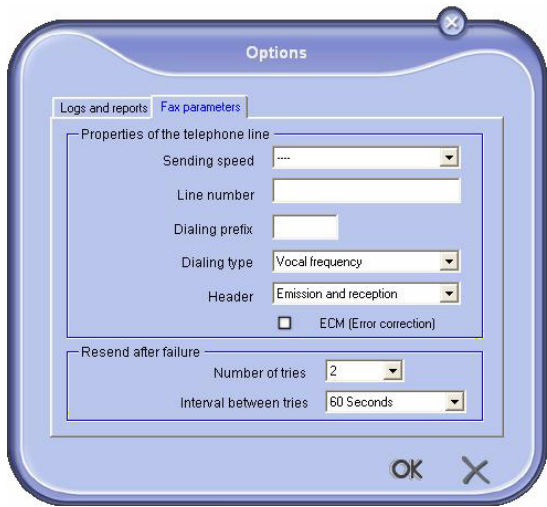 Options
Logs and reports Fax parameters
Properties of the telephone line
Sending speed ----
Line number
Dialing prefix
Dialing type Vocal frequency
Header Emission and reception
ECM (Error correction)
Resend after failure
Number of tries 2
Interval between tries 60 Seconds
OK